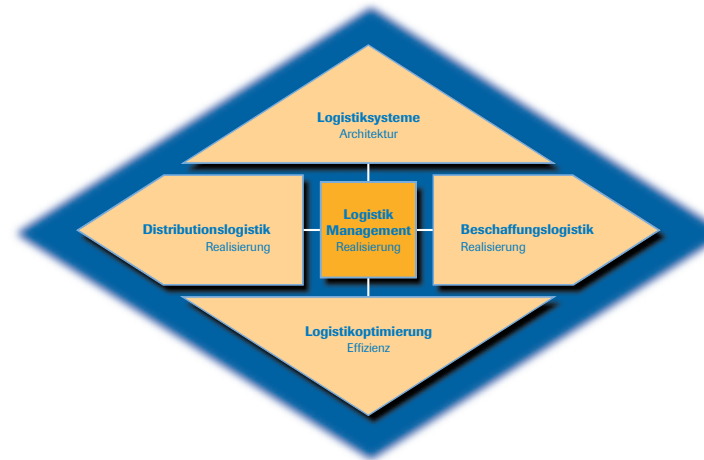 Logistiksysteme
Architektur
Distributionslogistik
Realisierung
Logistik
Management
Realisierung
Beschaffungslogistik
Realisierung
Logistikoptimierung
Effizienz